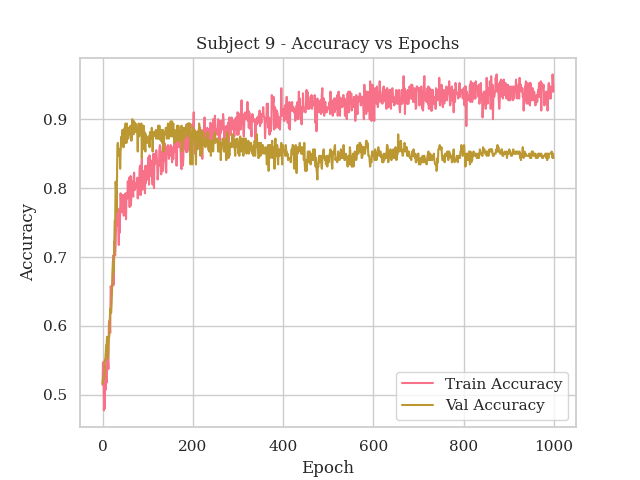 Subject 9 - Accuracy vs Epochs
Accuracy
0.9
0.8
0.7
0.6
0.5
0 200 400 600 800 1000
Epoch
Train Accuracy
Val Accuracy